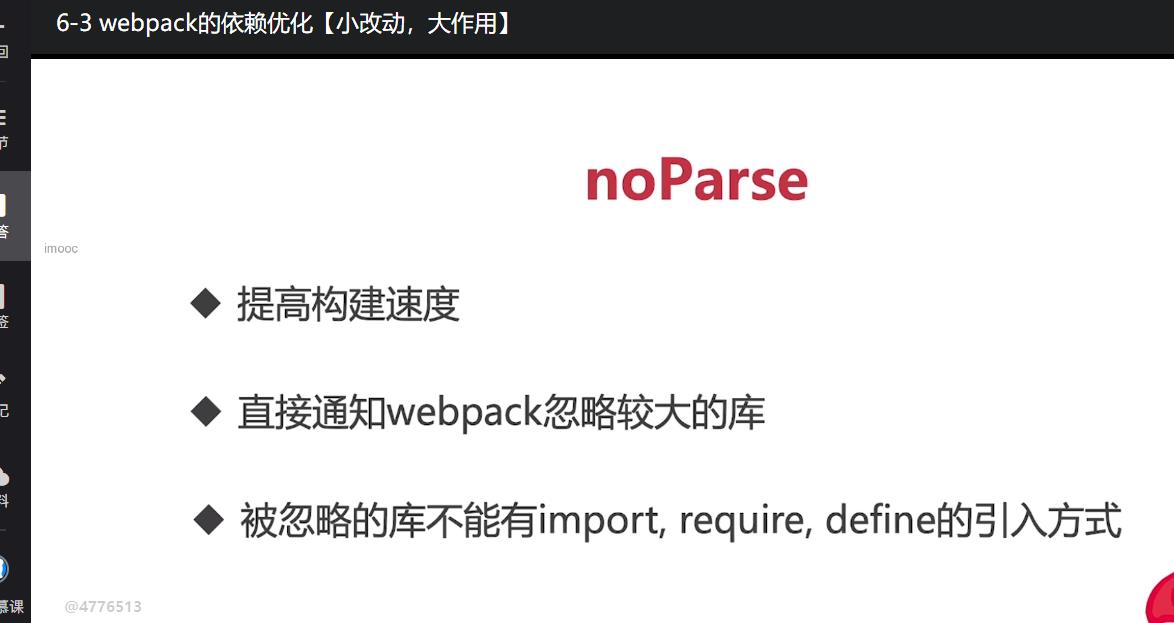 6-3 webpack的依赖优化【小改动，大作用】
noParse
imooc
提高构建速度
直接通知webpack忽略较大的库
被忽略的库不能有import, require, define的引入方式
@4776513
回
节
答
签
记
料
慕课